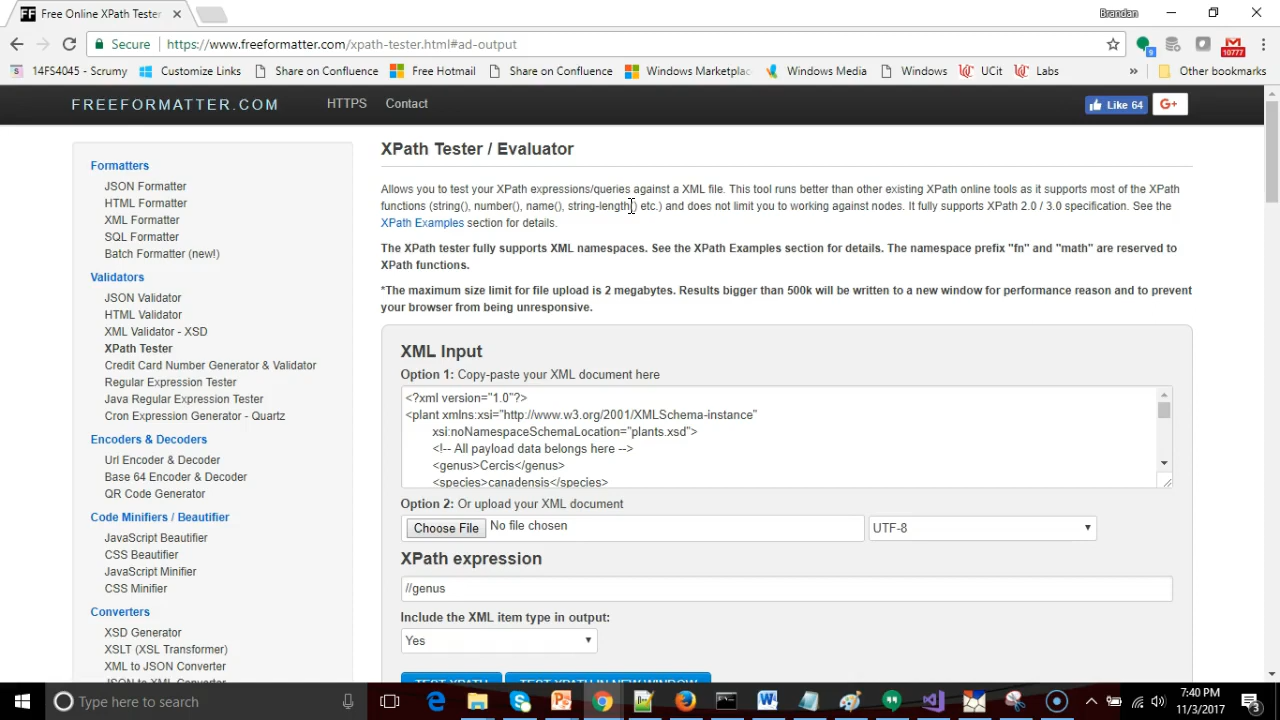 Free Online XPath Tester
Brandan
Secure https://www.freeformatter.com/xpath-tester.html#ad-output
9
10777
14FS4045 - Scrumy Customize Links Share on Confluence Free Hotmail Share on Confluence Windows Marketplac Windows Media Windows UCit Labs » Other bookmarks
FREEFORMATTER.COM HTTPS Contact Like 64 G+
Formatters
JSON Formatter
HTML Formatter
XML Formatter
SQL Formatter
Batch Formatter (new!)
Validators
JSON Validator
HTML Validator
XML Validator - XSD
XPath Tester
Credit Card Number Generator & Validator
Regular Expression Tester
Java Regular Expression Tester
Cron Expression Generator - Quartz
Encoders & Decoders
Url Encoder & Decoder
Base 64 Encoder & Decoder
QR Code Generator
Code Minifiers / Beautifier
JavaScript Beautifier
CSS Beautifier
JavaScript Minifier
CSS Minifier
Converters
XSD Generator
XSLT (XSL Transformer)
XML to JSON Converter
JSON to XML Converter
XPath Tester / Evaluator
Allows you to test your XPath expressions/queries against a XML file. This tool runs better than other existing XPath online tools as it supports most of the XPath
functions (string(), number(), name(), string-length() etc.) and does not limit you to working against nodes. It fully supports XPath 2.0 / 3.0 specification. See the
XPath Examples section for details.
The XPath tester fully supports XML namespaces. See the XPath Examples section for details. The namespace prefix "fn" and "math" are reserved to
XPath functions.
*The maximum size limit for file upload is 2 megabytes. Results bigger than 500k will be written to a new window for performance reason and to prevent
your browser from being unresponsive.
XML Input
Option 1: Copy-paste your XML document here
<?xml version="1.0"?>
<plant xmlns:xsi="http://www.w3.org/2001/XMLSchema-instance"
xsi:noNamespaceSchemaLocation="plants.xsd">
<!-- All payload data belongs here -->
<genus>Cercis</genus>
<species>canadensis</species>
Option 2: Or upload your XML document
Choose File No file chosen UTF-8
XPath expression
//genus
Include the XML item type in output:
Yes
TEST XPATH TEST XPATH IN NEW WINDOW
Type here to search
7:40 PM
11/3/2017
3